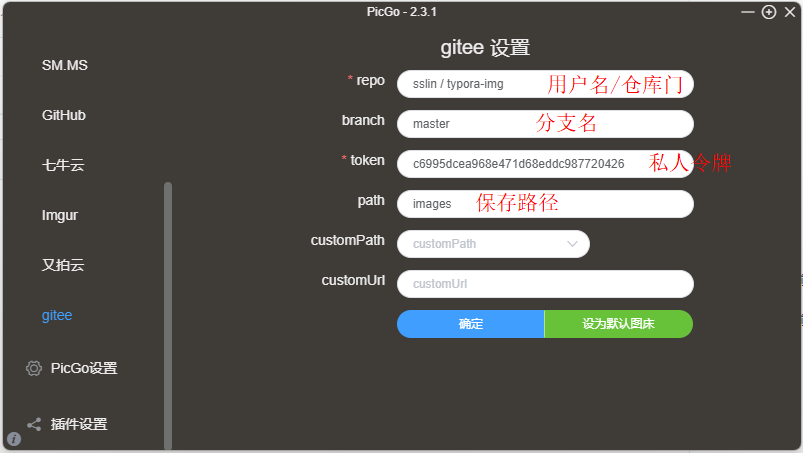 PicGo - 2.3.1
gitee 设置
SM.MS
GitHub
七牛云
Imgur
又拍云
gitee
PicGo设置
插件设置
* repo sslin / typora-img 用户名/仓库门
branch master 分支名
* token c6995dcea968e471d68eddc987720426 私人令牌
path images 保存路径
customPath customPath
customUrl customUrl
确定 设为默认图床